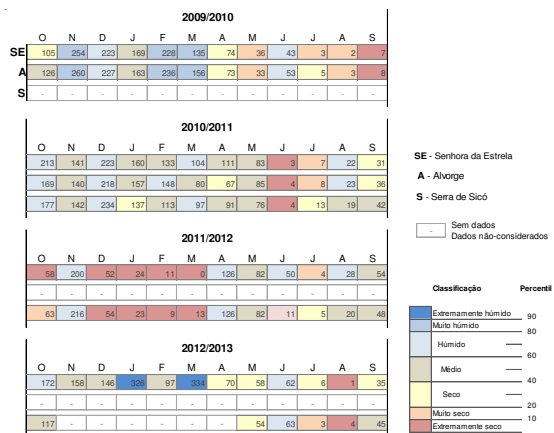 2009/2010
O N D J F M A M J J A S
SE 105 254 223 169 228 135 74 36 43 3 2 7
A 126 260 227 163 236 156 73 33 53 5 3 8
S - - - - - - - - - - - -
2010/2011
O N D J F M A M J J A S
213 141 223 160 133 104 111 83 3 7 22 31
169 140 218 157 148 80 67 85 4 8 23 36
177 142 234 137 113 97 91 76 4 13 19 42
2011/2012
O N D J F M A M J J A S
58 200 52 24 11 0 126 82 50 4 28 54
- - - - - - - - - - - -
63 216 54 23 9 13 126 82 11 5 20 48
2012/2013
O N D J F M A M J J A S
172 158 146 326 97 334 70 58 62 6 1 35
- - - - - - - - - - - -
117 - - - - - - 54 63 3 4 45
SE - Senhora da Estrela
A - Alvorge
S - Serra de Sicó
- Sem dados
Dados não-considerados
Classificação Percentil
Extremamente húmido 90
Muito húmido 80
Húmido 60
Médio 40
Seco 20
Muito seco 10
Extremamente seco